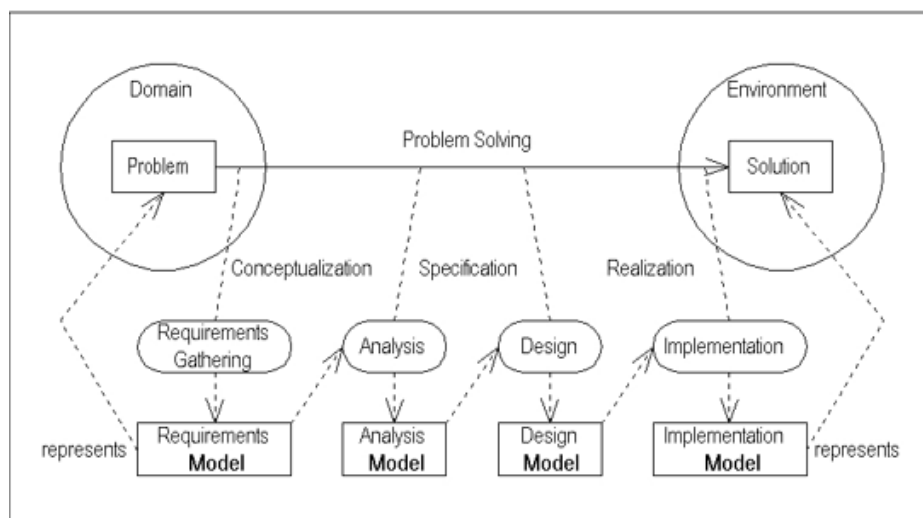 Domain
Environment
Problem Solving
Problem
Solution
Conceptualization
Specification
Realization
Requirements
Gathering
Analysis
Design
Implementation
represents
Requirements
Model
Analysis
Model
Design
Model
Implementation
Model
represents